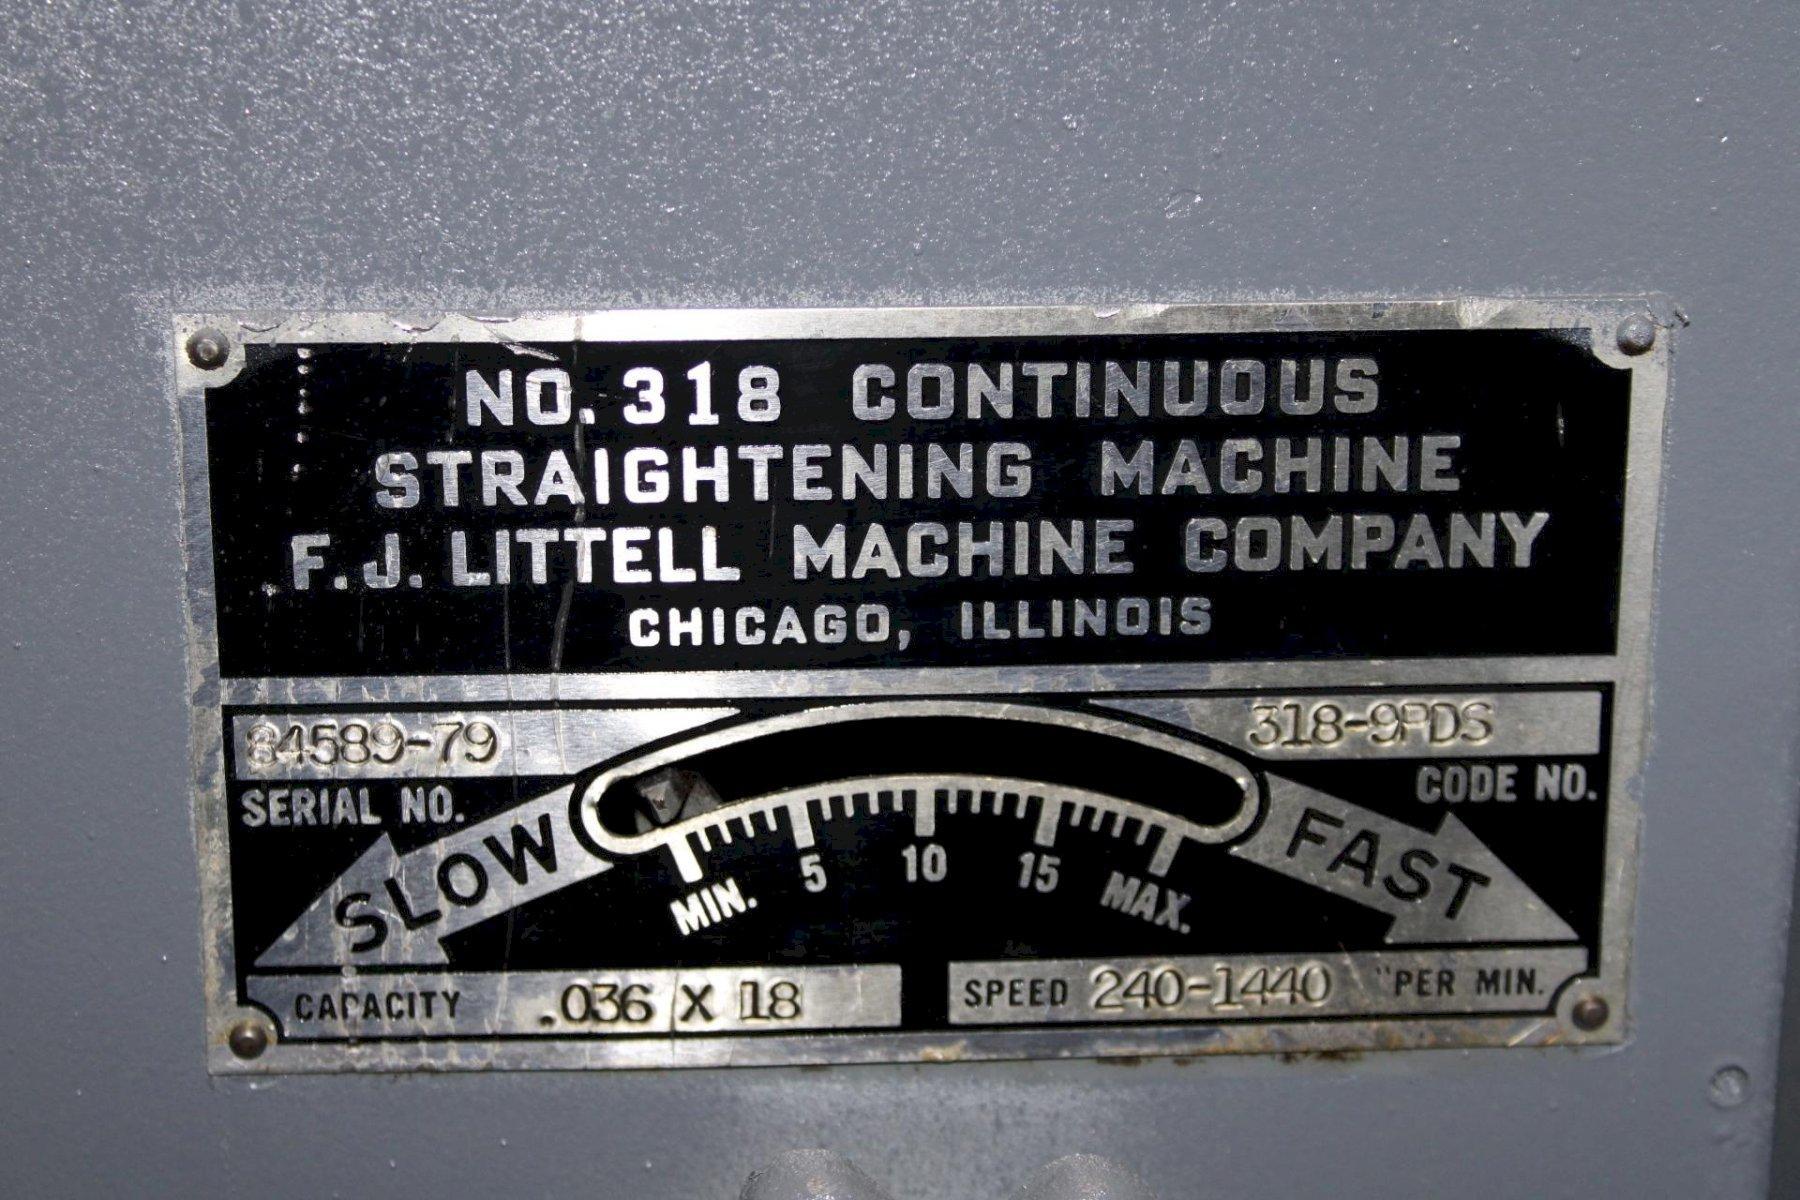 NO. 318 CONTINUOUS
STRAIGHTENING MACHINE
F. J. LITTELL MACHINE COMPANY
CHICAGO, ILLINOIS
84589-79
SERIAL NO.
318-9PDS
CODE NO.
SLOW
FAST
MIN. 5 10 15 MAX.
CAPACITY .036 X 18
SPEED 240-1440 "PER MIN.